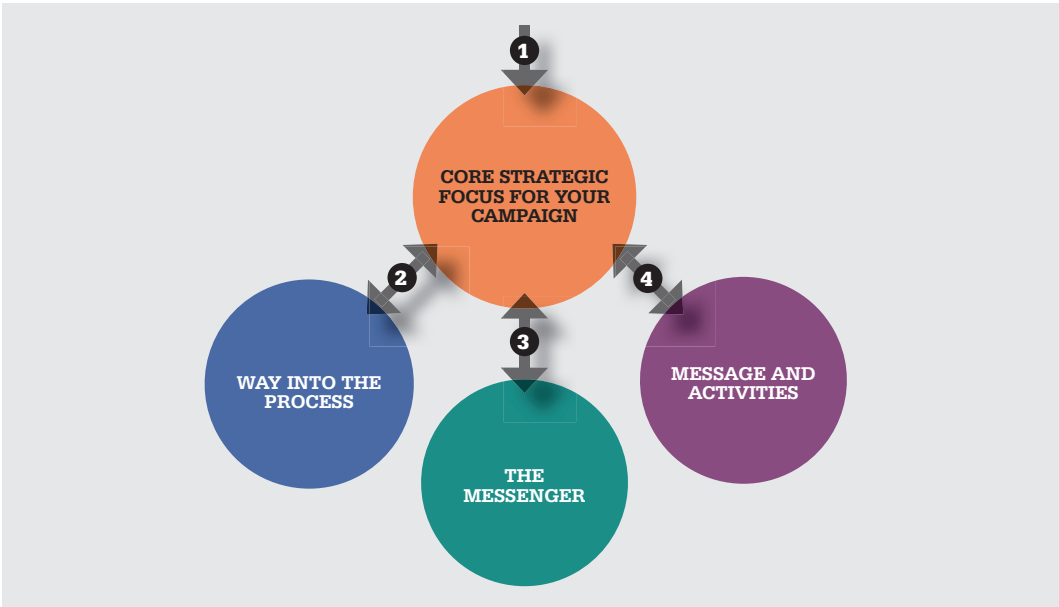 1
CORE STRATEGIC
FOCUS FOR YOUR
CAMPAIGN
2
4
3
WAY INTO THE
PROCESS
MESSAGE AND
ACTIVITIES
THE
MESSENGER